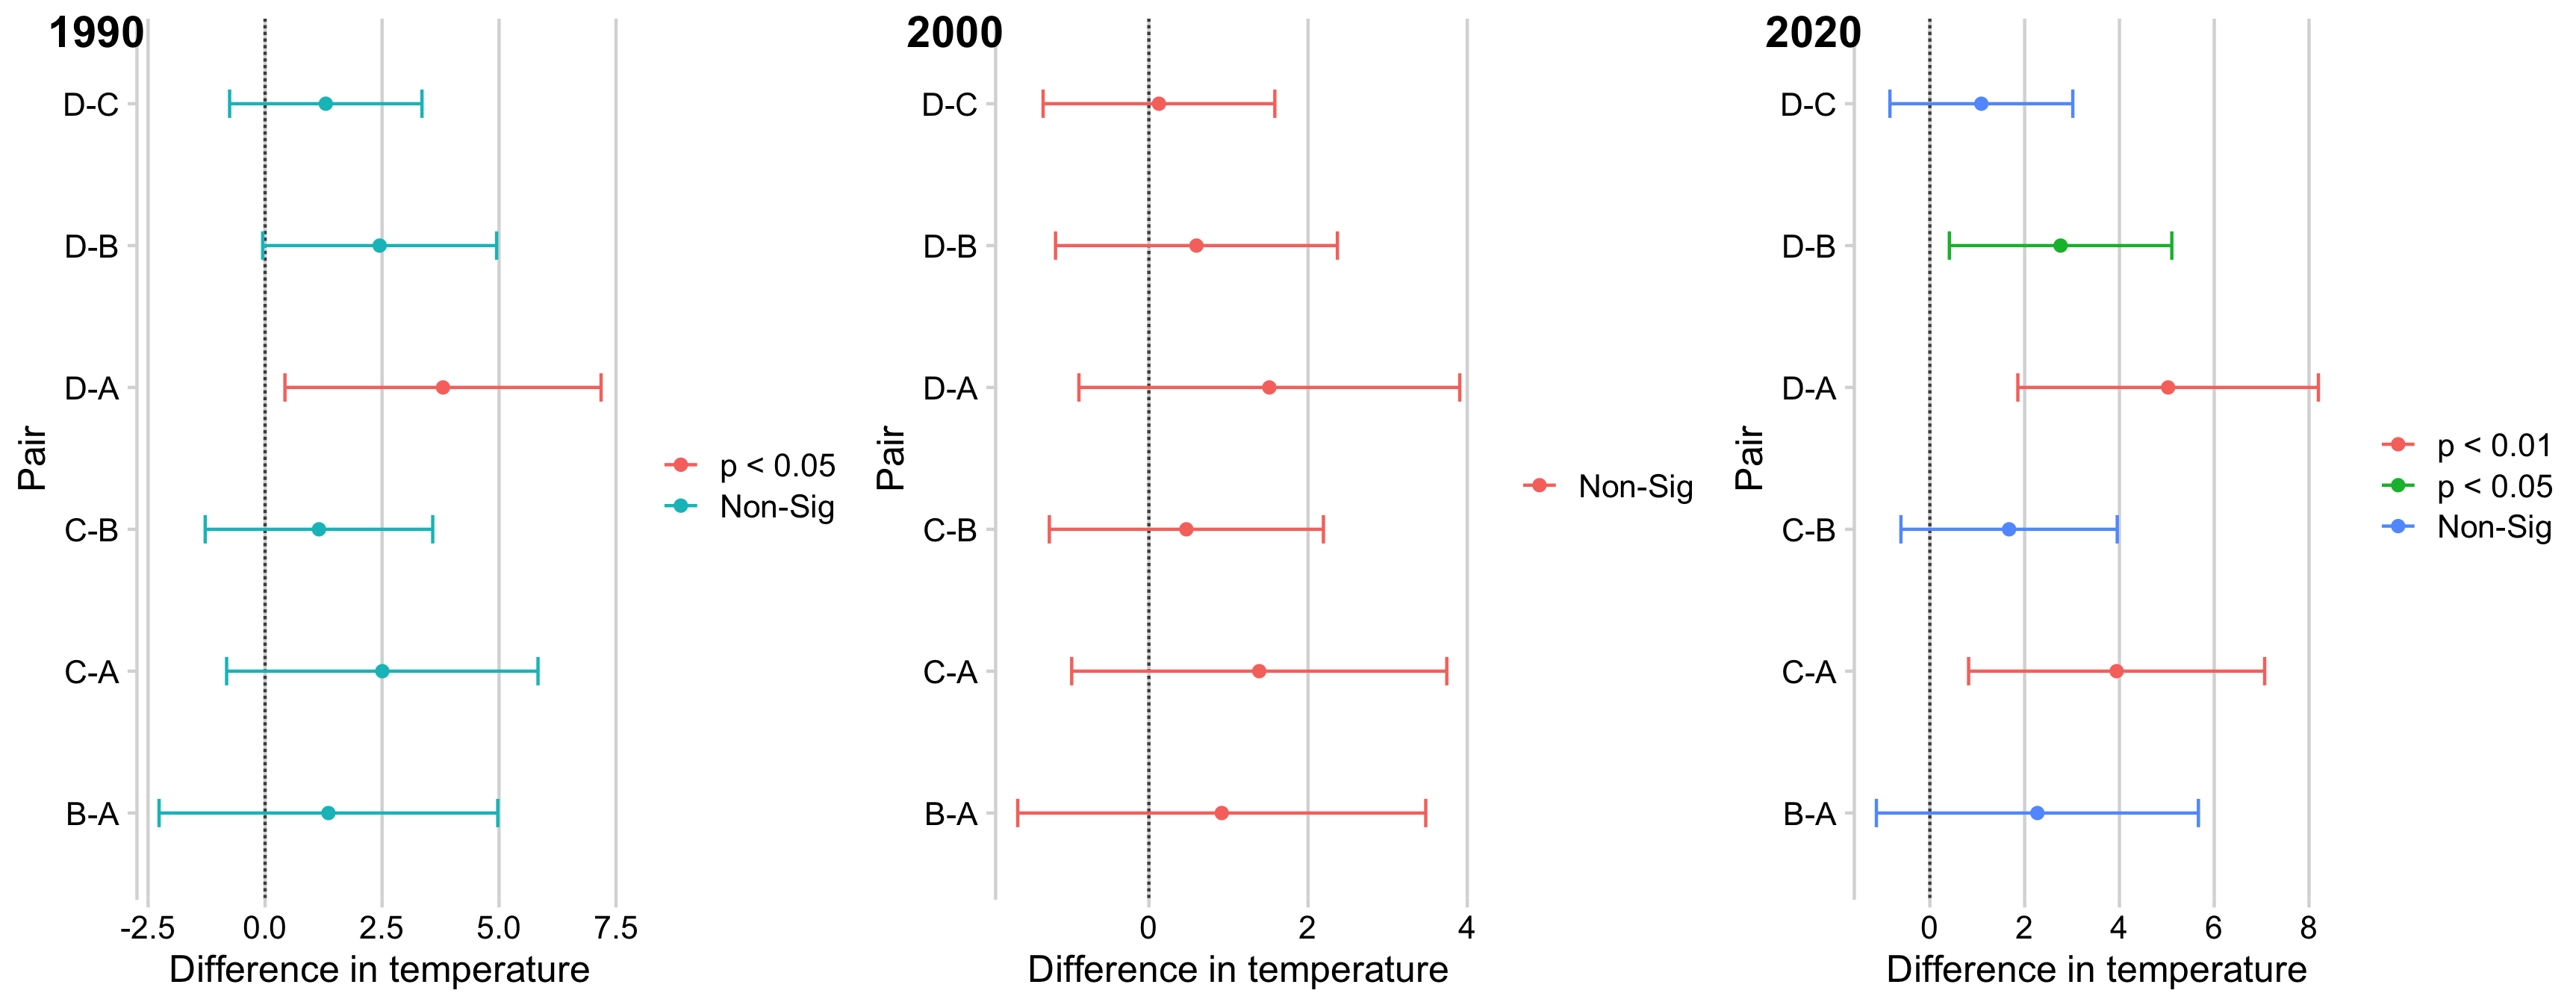 1990
D-C
D-B
D-A
C-B
C-A
B-A
Pair
-2.5 0.0 2.5 5.0 7.5
Difference in temperature
p < 0.05
Non-Sig
2000
D-C
D-B
D-A
C-B
C-A
B-A
Pair
0 2 4
Difference in temperature
Non-Sig
2020
D-C
D-B
D-A
C-B
C-A
B-A
Pair
0 2 4 6 8
Difference in temperature
p < 0.01
p < 0.05
Non-Sig